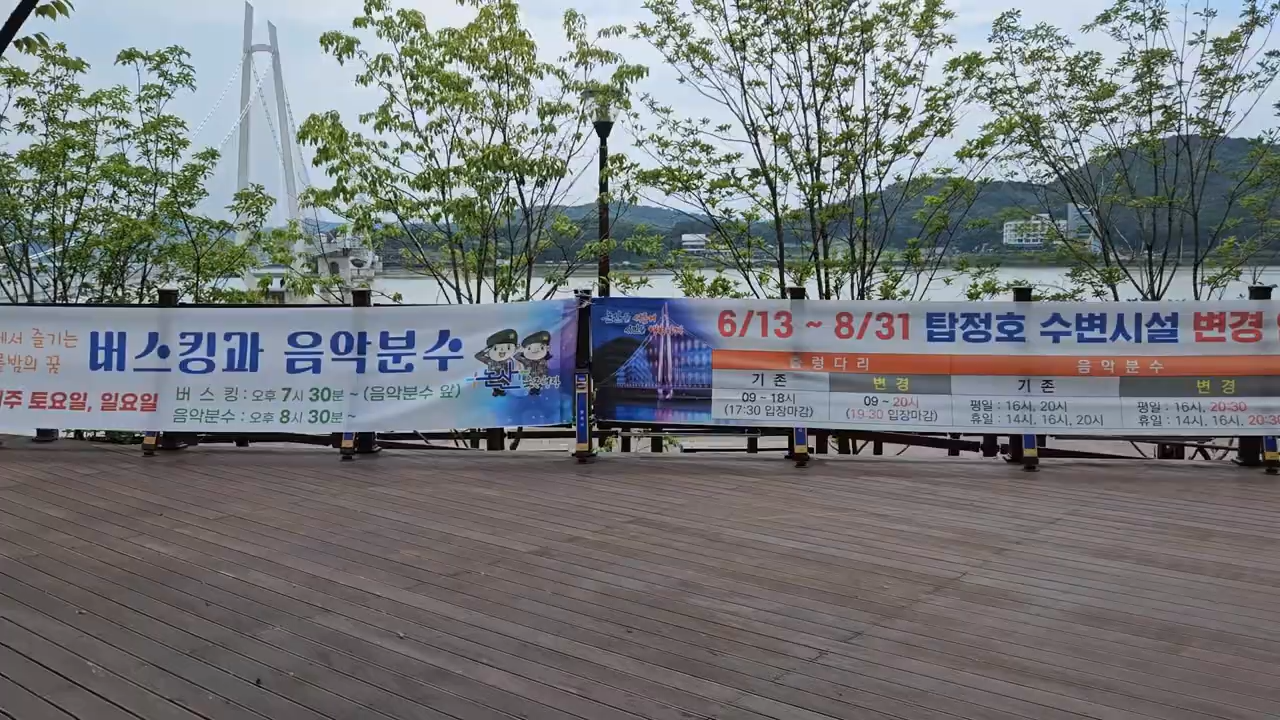 에서 즐기는
밤의 꿈
버스킹과 음악분수
주 토요일, 일요일
버 스 킹 : 오후 7시 30분 ~ (음악분수 앞)
음악분수 : 오후 8시 30분 ~
논산
6/13 ~ 8/31 탑정호 수변시설 변경
출렁다리
음악분수
기존
변경
기존
변경
09 ~ 18시
(17:30 입장마감)
09 ~ 20시
(19:30 입장마감)
평일 : 16시, 20시
휴일 : 14시, 16시, 20시
평일 : 16시, 20:30
휴일 : 14시, 16시, 20:30